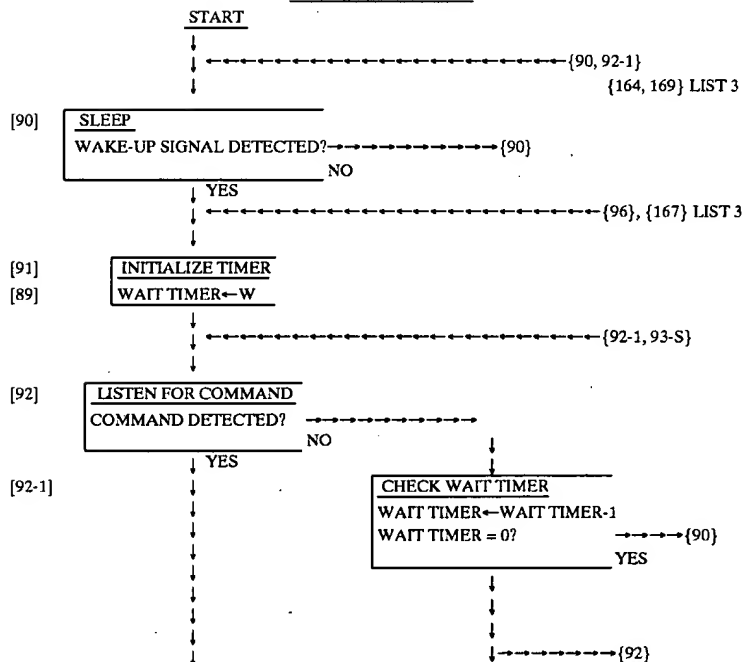 START
{90, 92-1}
{164, 169} LIST 3
[90] SLEEP
WAKE-UP SIGNAL DETECTED? {90}
NO
YES
{96}, {167} LIST 3
[91] INITIALIZE TIMER
[89] WAIT TIMER←W
{92-1, 93-S}
[92] LISTEN FOR COMMAND
COMMAND DETECTED?
NO
YES
[92-1] CHECK WAIT TIMER
WAIT TIMER←WAIT TIMER-1
WAIT TIMER = 0? {90}
YES
{92}